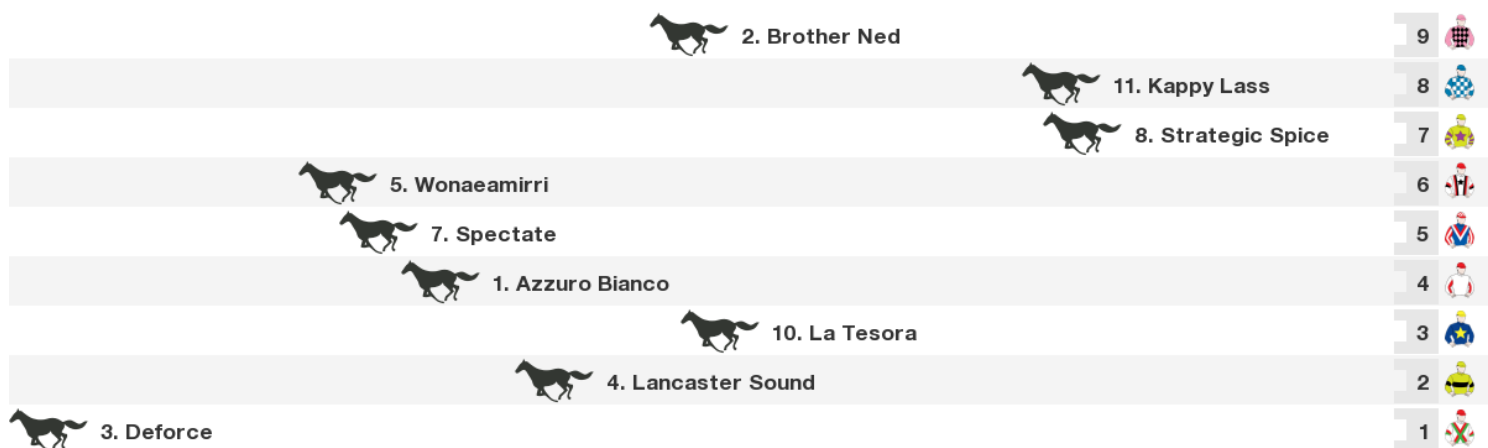 2. Brother Ned 9
11. Kappy Lass 8
8. Strategic Spice 7
5. Wonaeamirri 6
7. Spectate 5
1. Azzuro Bianco 4
10. La Tesora 3
4. Lancaster Sound 2
3. Deforce 1